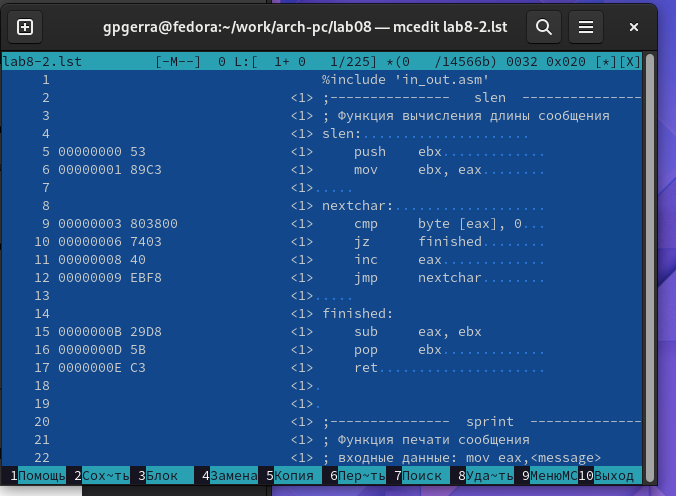 gpgerra@fedora:~/work/arch-pc/lab08 — mcedit lab8-2.lst
lab8-2.lst [-M--] 0 L:[ 1+ 0 1/225] *(0 /14566b) 0032 0x020 [*][X]
1 %include 'in_out.asm'
2 <1> ;--------------- slen ---------------
3 <1> ; Функция вычисления длины сообщения
4 <1> slen:.....................
5 00000000 53 <1> push ebx.............
6 00000001 89C3 <1> mov ebx, eax........
7 <1>.....
8 <1> nextchar:...................
9 00000003 803800 <1> cmp byte [eax], 0...
10 00000006 7403 <1> jz finished........
11 00000008 40 <1> inc eax.............
12 00000009 EBF8 <1> jmp nextchar........
13 <1>.....
14 <1> finished:
15 0000000B 29D8 <1> sub eax, ebx
16 0000000D 5B <1> pop ebx.............
17 0000000E C3 <1> ret.....................
18 <1>.
19 <1>.
20 <1> ;--------------- sprint --------------
21 <1> ; Функция печати сообщения
22 <1> ; входные данные: mov eax,<message>
1Помощь 2Сох~ть 3Блок 4Замена 5Копия 6Пер~ть 7Поиск 8Уда~ть 9МенюMC 10Выход